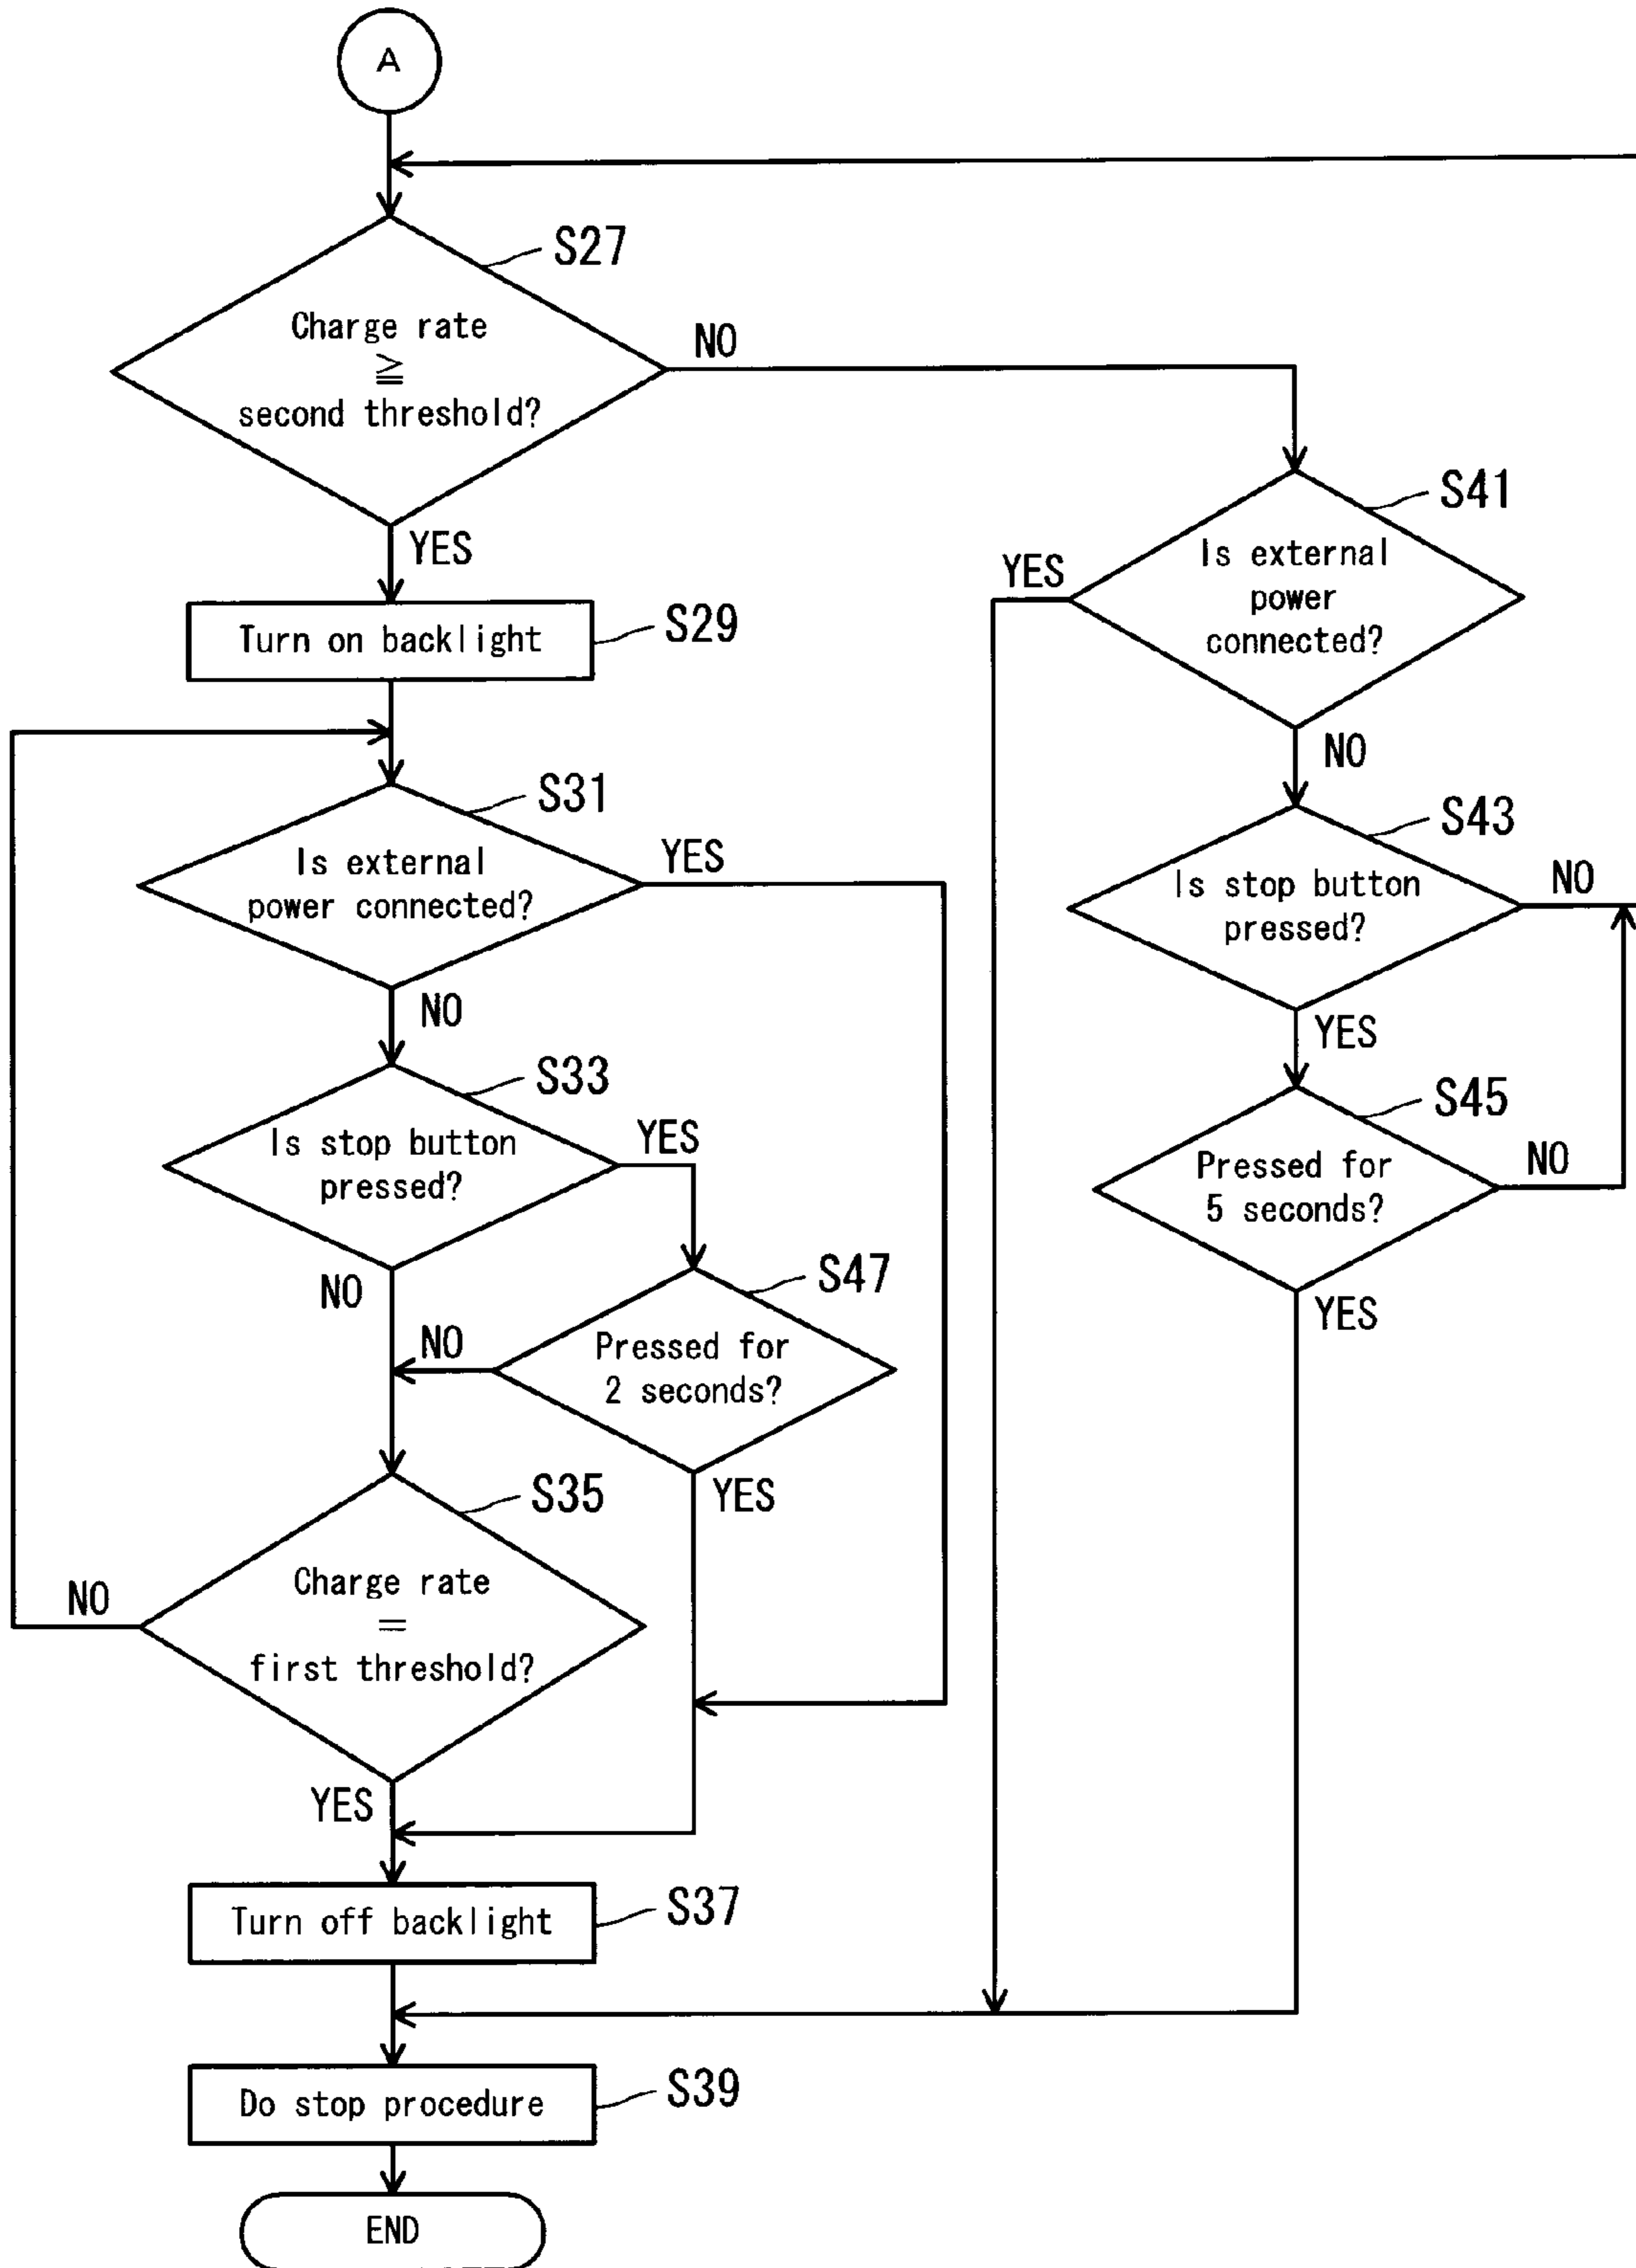 A
S27
Charge rate
≧
second threshold?
NO
YES
S41
Is external
power
connected?
YES
NO
S29
Turn on backlight
S31
Is external
power connected?
YES
NO
S43
Is stop button
pressed?
NO
YES
S33
Is stop button
pressed?
YES
NO
S45
Pressed for
5 seconds?
NO
YES
S47
Pressed for
2 seconds?
NO
YES
S35
Charge rate
=
first threshold?
NO
YES
S37
Turn off backlight
S39
Do stop procedure
END